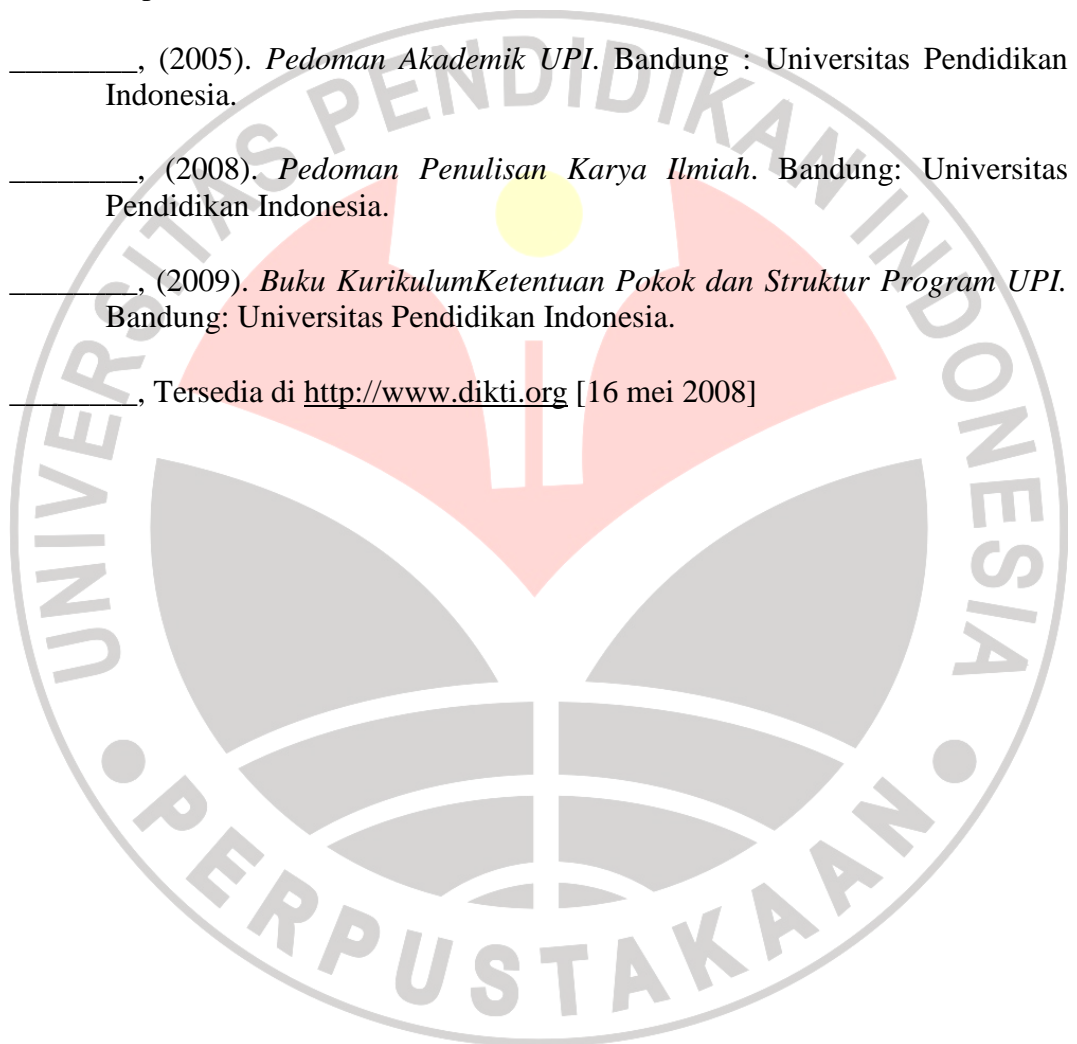 ________, (2005). Pedoman Akademik UPI. Bandung : Universitas Pendidikan
Indonesia.
________, (2008). Pedoman Penulisan Karya Ilmiah. Bandung: Universitas
Pendidikan Indonesia.
________, (2009). Buku KurikulumKetentuan Pokok dan Struktur Program UPI.
Bandung: Universitas Pendidikan Indonesia.
________, Tersedia di http://www.dikti.org [16 mei 2008]
UNIVERSITAS PENDIDIKAN INDONESIA
PERPUSTAKAAN